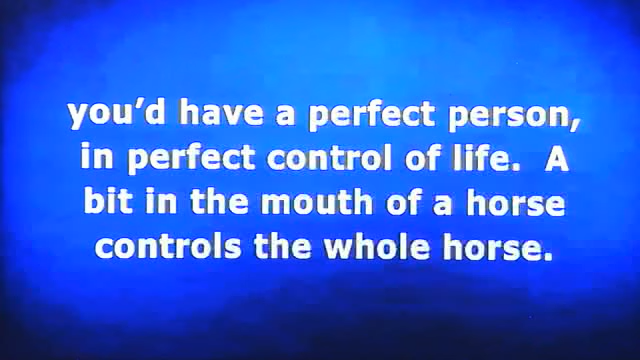 you'd have a perfect person,
in perfect control of life.  A
bit in the mouth of a horse
controls the whole horse.